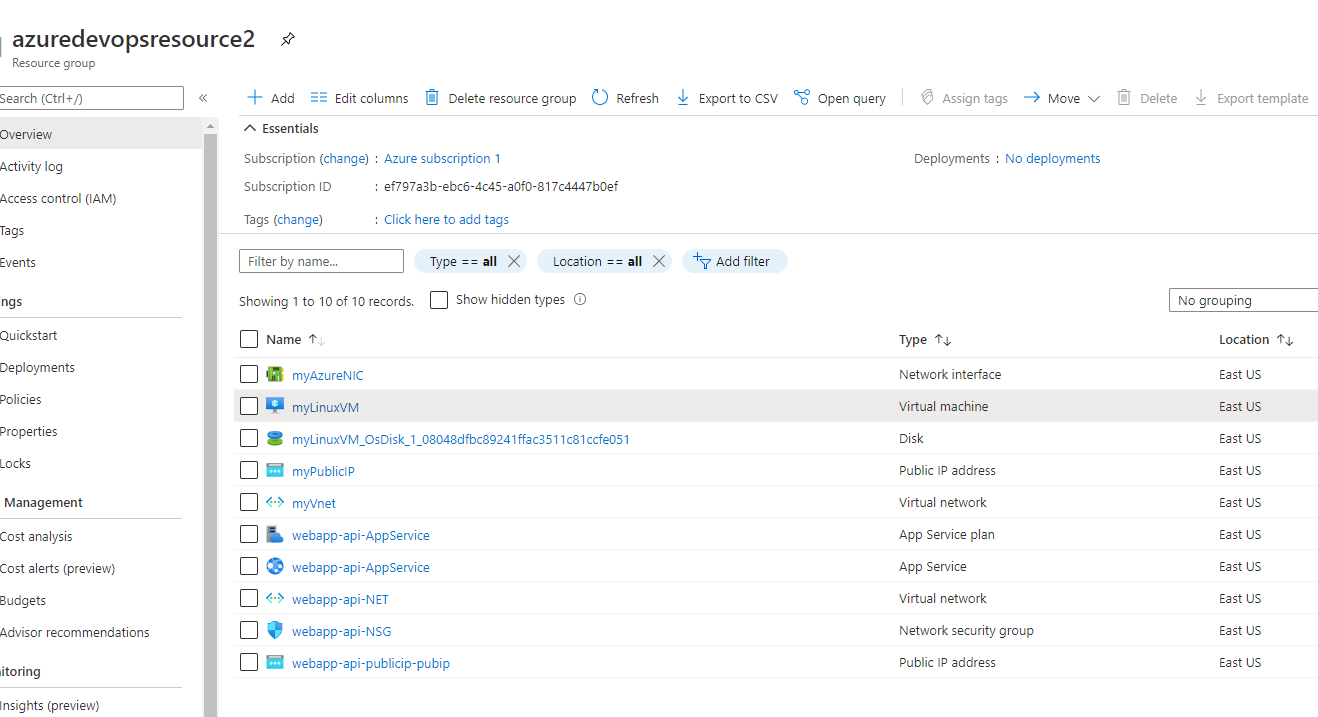 azuredevopsresource2
Resource group
Search (Ctrl+/)
«
Add
Edit columns
Delete resource group
Refresh
Export to CSV
Open query
Assign tags
Move
Delete
Export template
Overview
Activity log
Access control (IAM)
Tags
Events
ngs
Quickstart
Deployments
Policies
Properties
Locks
Management
Cost analysis
Cost alerts (preview)
Budgets
Advisor recommendations
itoring
Insights (preview)
Essentials
Subscription (change) : Azure subscription 1
Deployments : No deployments
Subscription ID : ef797a3b-ebc6-4c45-a0f0-817c4447b0ef
Tags (change) : Click here to add tags
Filter by name...
Type == all
Location == all
Add filter
Showing 1 to 10 of 10 records.
Show hidden types
No grouping
Name Type Location
myAzureNIC Network interface East US
myLinuxVM Virtual machine East US
myLinuxVM_OsDisk_1_08048dfbc89241ffac3511c81ccfe051 Disk East US
myPublicIP Public IP address East US
myVnet Virtual network East US
webapp-api-AppService App Service plan East US
webapp-api-AppService App Service East US
webapp-api-NET Virtual network East US
webapp-api-NSG Network security group East US
webapp-api-publicip-pubip Public IP address East US